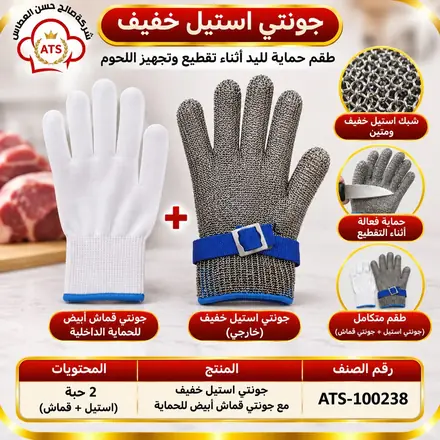 جونتي استيل خفيف
شركة صالح حسن العطاس
ATS
طقم حماية لليد أثناء تقطيع وتجهيز اللحوم
شبك استيل خفيف
ومتين
حماية فعالة
أثناء التقطيع
طقم متكامل
(جونتي استيل + جونتي قماش)
+
جونتي قماش أبيض
للحماية الداخلية
جونتي استيل خفيف
(خارجي)
رقم الصنف
المنتج
المحتويات
ATS-100238
جونتي استيل خفيف
مع جونتي قماش أبيض للحماية
2 حبة
(استيل + قماش)